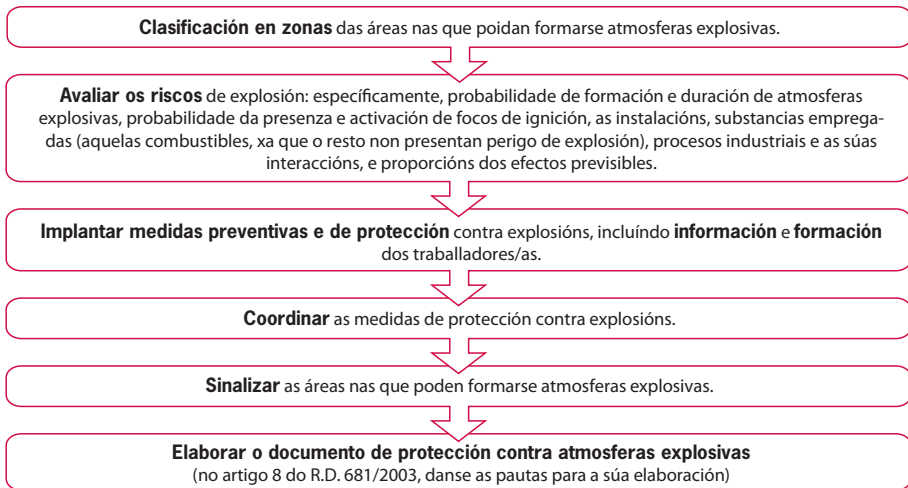 Clasificación en zonas das áreas nas que poidan formarse atmosferas explosivas.
Avaliar os riscos de explosión: específicamente, probabilidade de formación e duración de atmosferas
explosivas, probabilidade da presenza e activación de focos de ignición, as instalacións, substancias emprega-
das (aquelas combustibles, xa que o resto non presentan perigo de explosión), procesos industriais e as súas
interaccións, e proporcións dos efectos previsibles.
Implantar medidas preventivas e de protección contra explosións, incluíndo información e formación
dos traballadores/as.
Coordinar as medidas de protección contra explosións.
Sinalizar as áreas nas que poden formarse atmosferas explosivas.
Elaborar o documento de protección contra atmosferas explosivas
(no artigo 8 do R.D. 681/2003, danse as pautas para a súa elaboración)